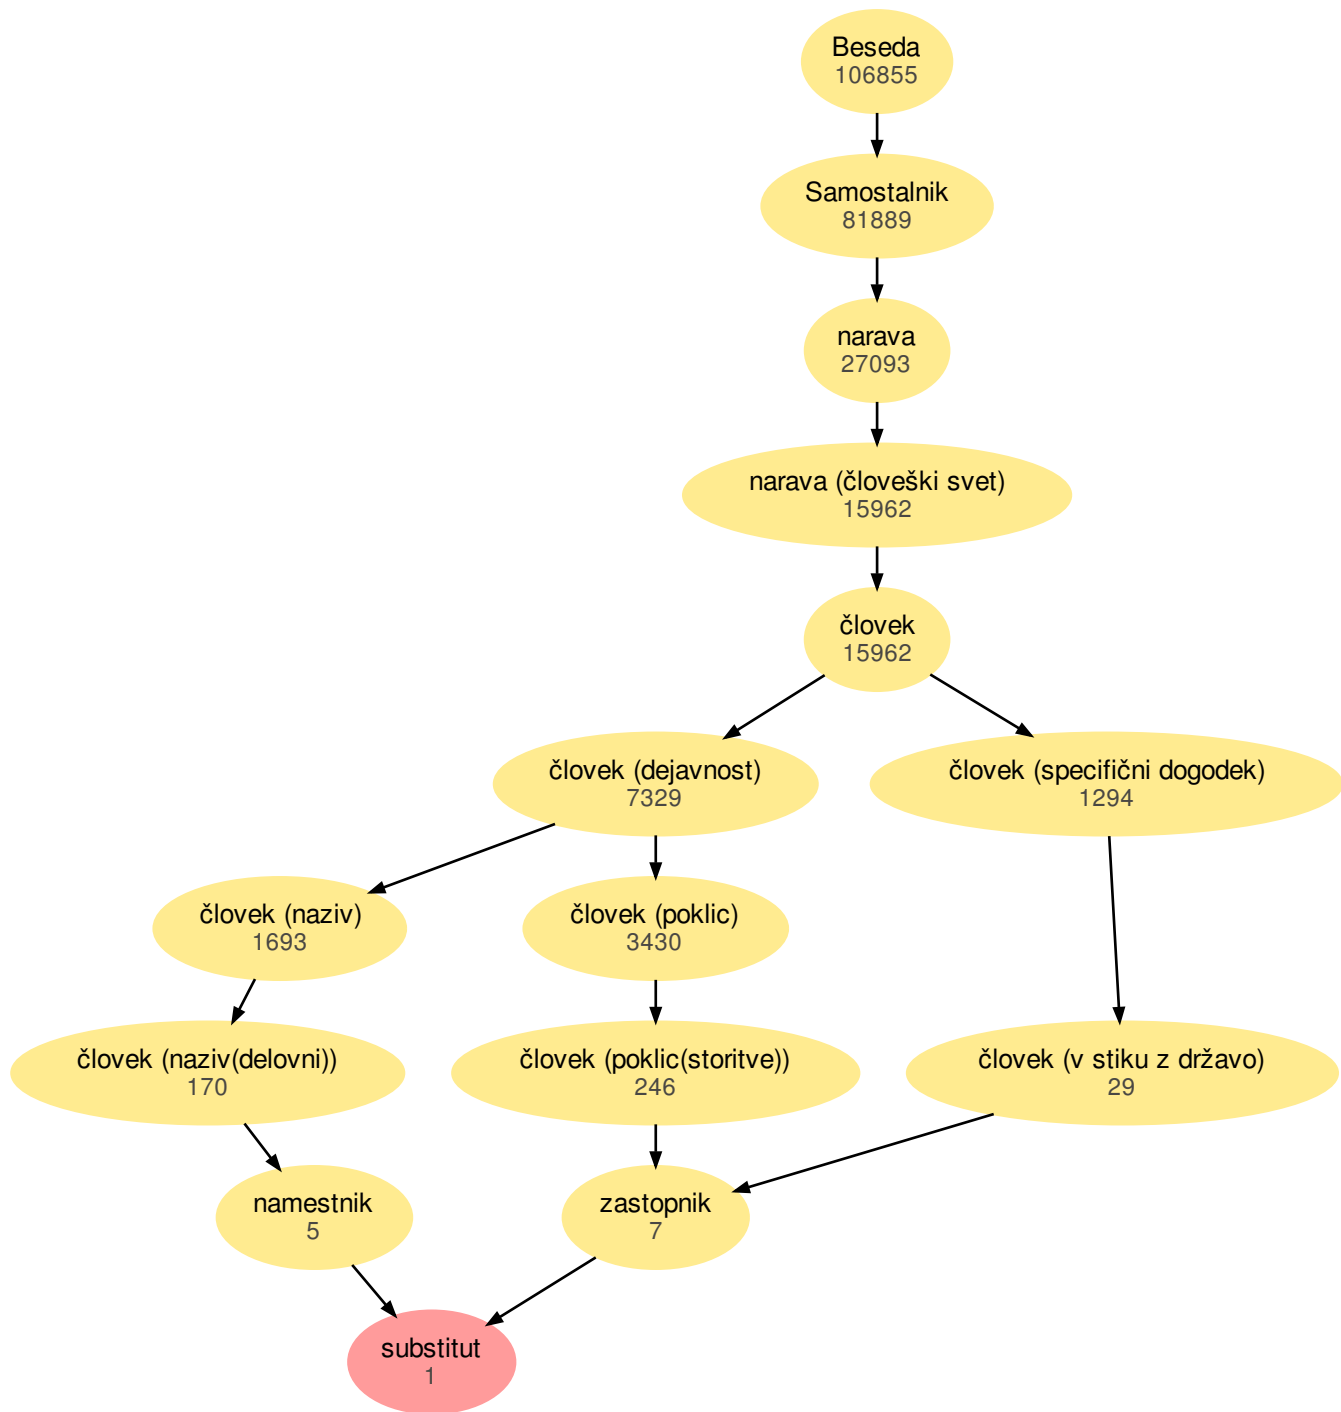 Beseda
106855
Samostalnik
81889
narava
27093
narava (človeški svet)
15962
človek
15962
človek (dejavnost)
7329
človek (specifični dogodek)
1294
človek (naziv)
1693
človek (poklic)
3430
človek (naziv(delovni))
170
človek (poklic(storitve))
246
človek (v stiku z državo)
29
namestnik
5
zastopnik
7
substitut
1